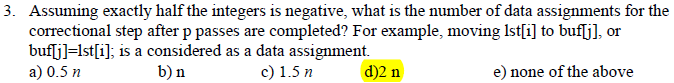 3. Assuming exactly half the integers is negative, what is the number of data assignments for the
correctional step after p passes are completed? For example, moving lst[i] to buf[j], or
buf[j]=lst[i]; is a considered as a data assignment.
a) 0.5 n b) n c) 1.5 n d)2 n e) none of the above